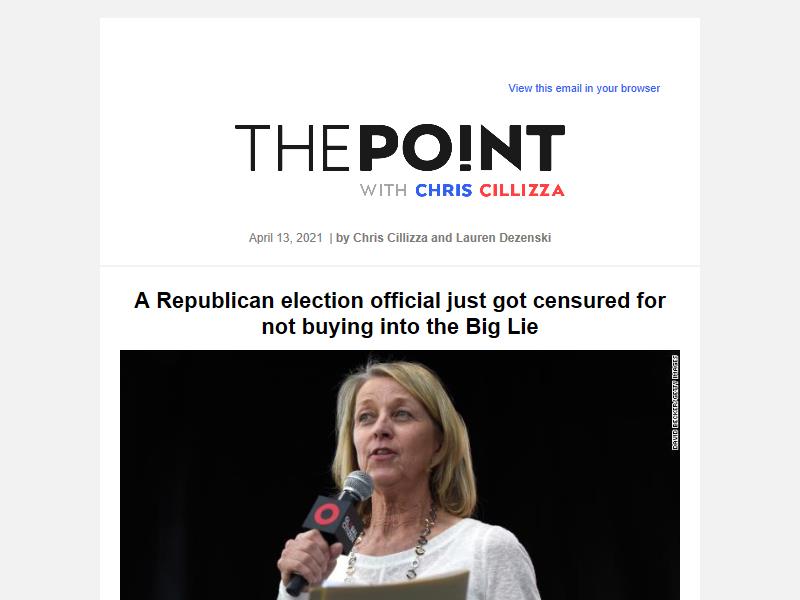 View this email in your browser
THE POINT
WITH CHRIS CILLIZZA
April 13, 2021 | by Chris Cillizza and Lauren Dezenski
A Republican election official just got censured for
not buying into the Big Lie
DAVID BECKER/GETTY IMAGES